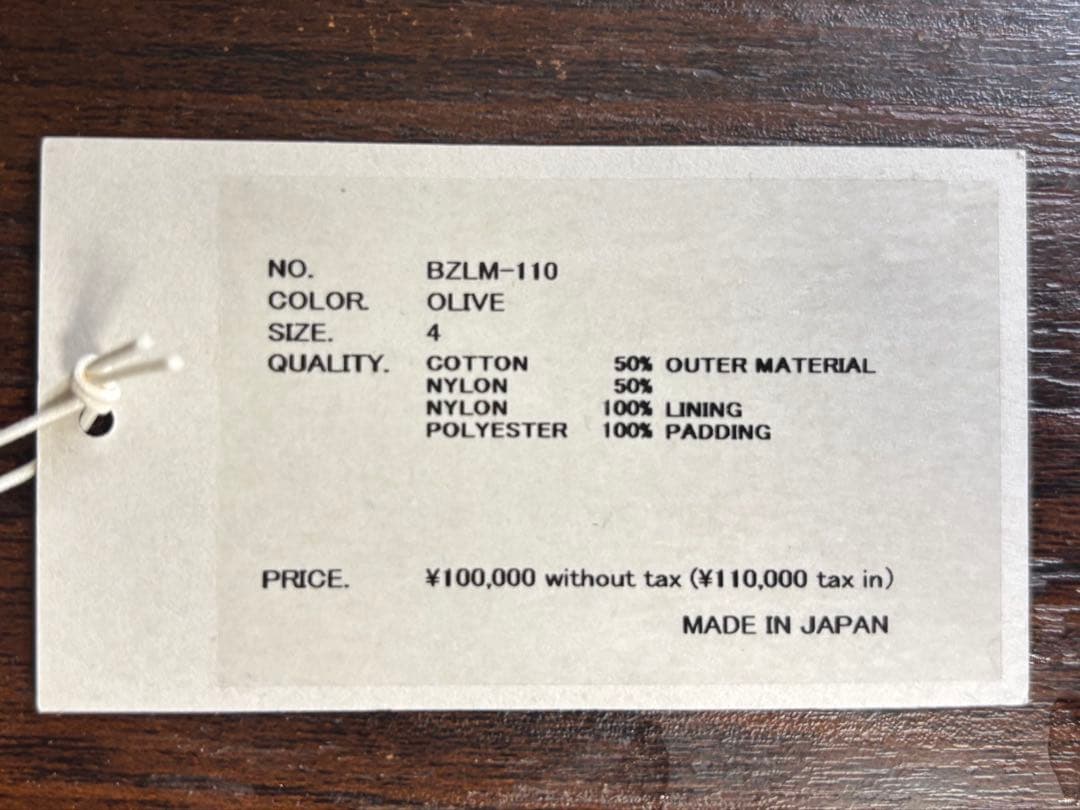 NO. BZLM-110
COLOR. OLIVE
SIZE. 4
QUALITY. COTTON 50% OUTER MATERIAL
NYLON 50%
NYLON 100% LINING
POLYESTER 100% PADDING
PRICE. ¥100,000 without tax (¥110,000 tax in)
MADE IN JAPAN